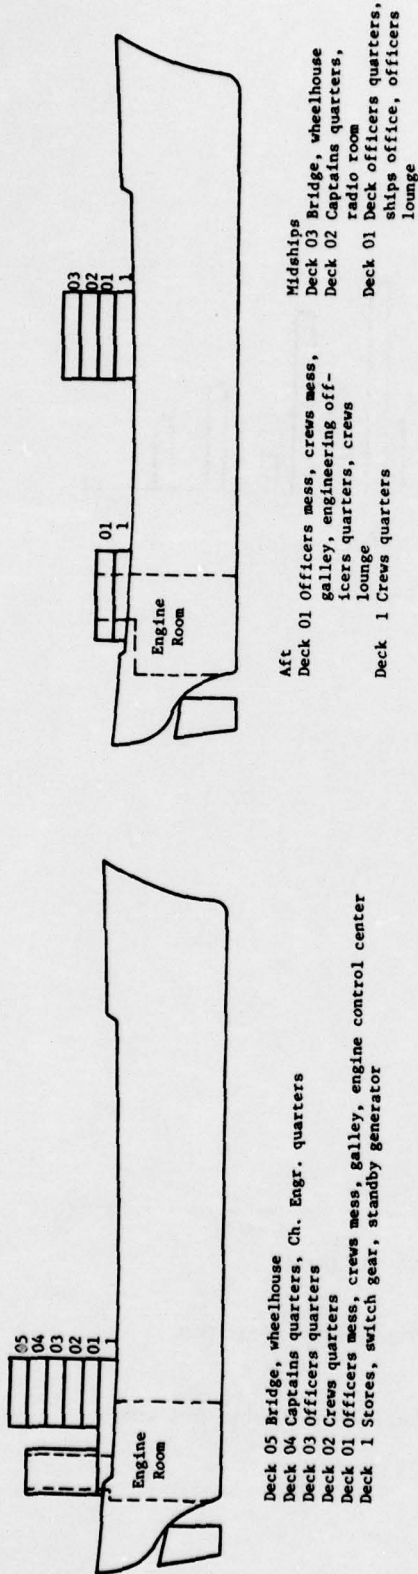 05
04
03
02
01
1
Engine
Room
Deck 05 Bridge, wheelhouse
Deck 04 Captains quarters, Ch. Engr. quarters
Deck 03 Officers quarters
Deck 02 Crews quarters
Deck 01 Officers mess, crews mess, galley, engine control center
Deck 1 Stores, switch gear, standby generator
03
02
01
1
01
1
Engine
Room
Aft
Deck 01 Officers mess, crews mess,
galley, engineering off-
icers quarters, crews
lounge
Deck 1 Crews quarters
Midships
Deck 03 Bridge, wheelhouse
Deck 02 Captains quarters,
radio room
Deck 01 Deck officers quarters,
ships office, officers
lounge